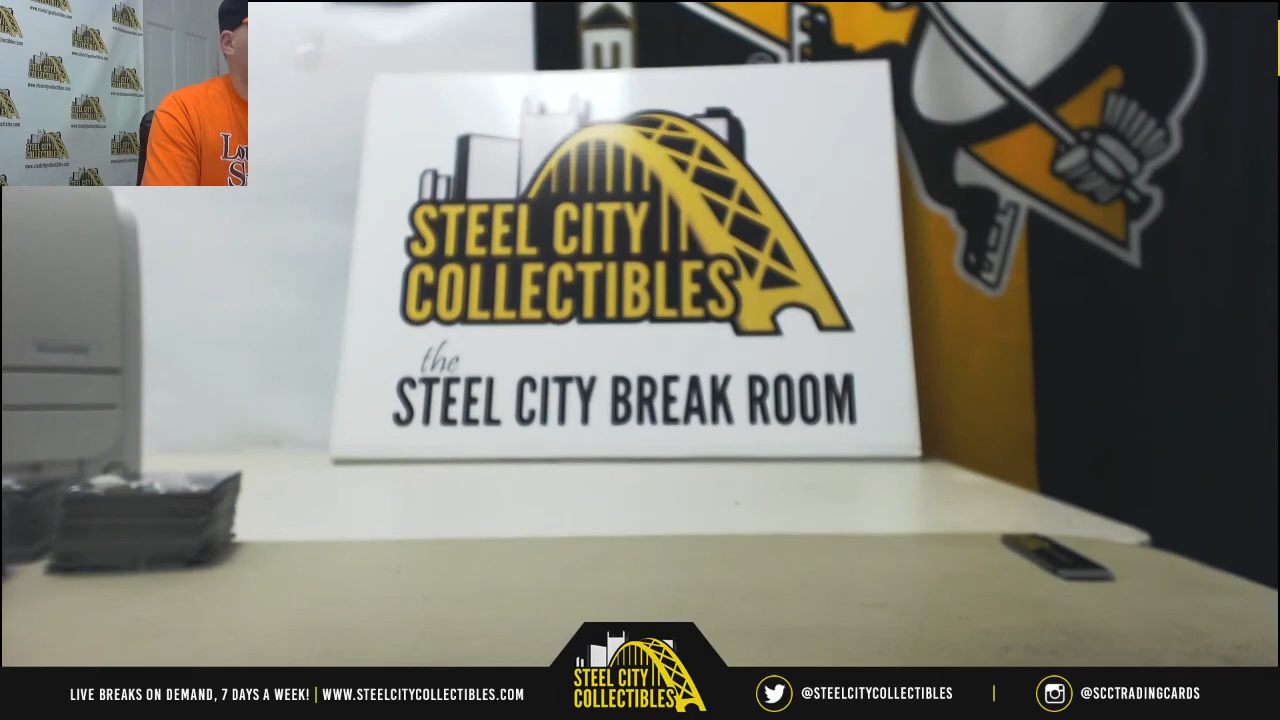 STEEL CITY
COLLECTIBLES
the
STEEL CITY BREAK ROOM
LIVE BREAKS ON DEMAND, 7 DAYS A WEEK! | WWW.STEELCITYCOLLECTIBLES.COM
STEEL CITY
COLLECTIBLES
@STEELCITYCOLLECTIBLES | @SCCTRADINGCARDS